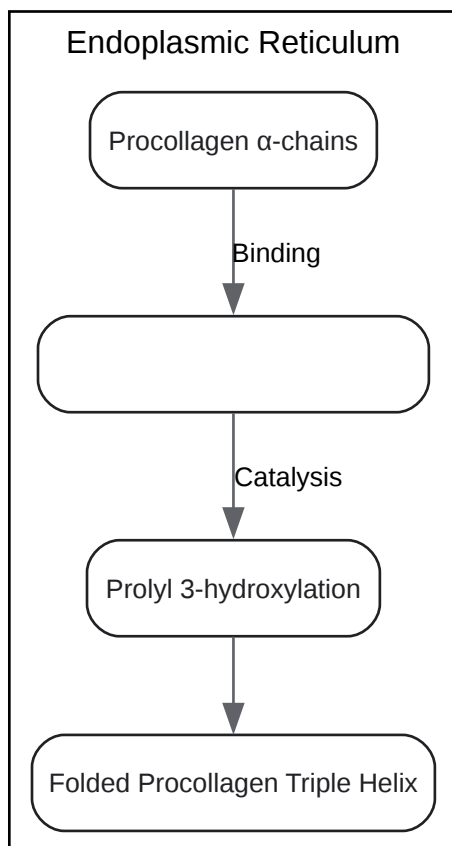 Endoplasmic Reticulum
Procollagen α-chains
Binding
Catalysis
Prolyl 3-hydroxylation
Folded Procollagen Triple Helix